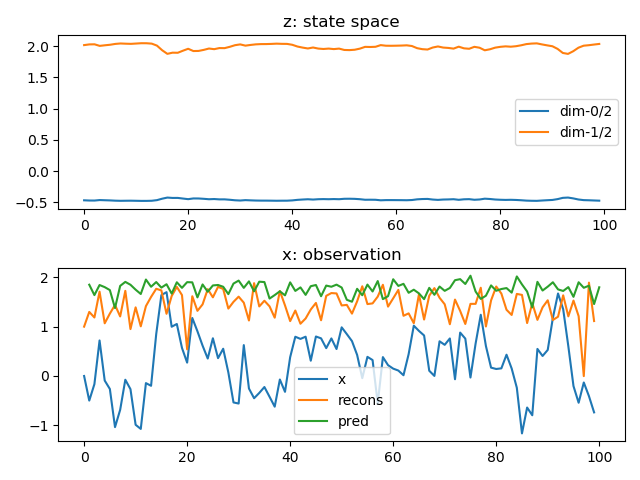 z: state space
2.0
1.5
1.0
0.5
0.0
−0.5
dim-0/2
dim-1/2
0 20 40 60 80 100
x: observation
2
1
0
−1
x
recons
pred
0 20 40 60 80 100